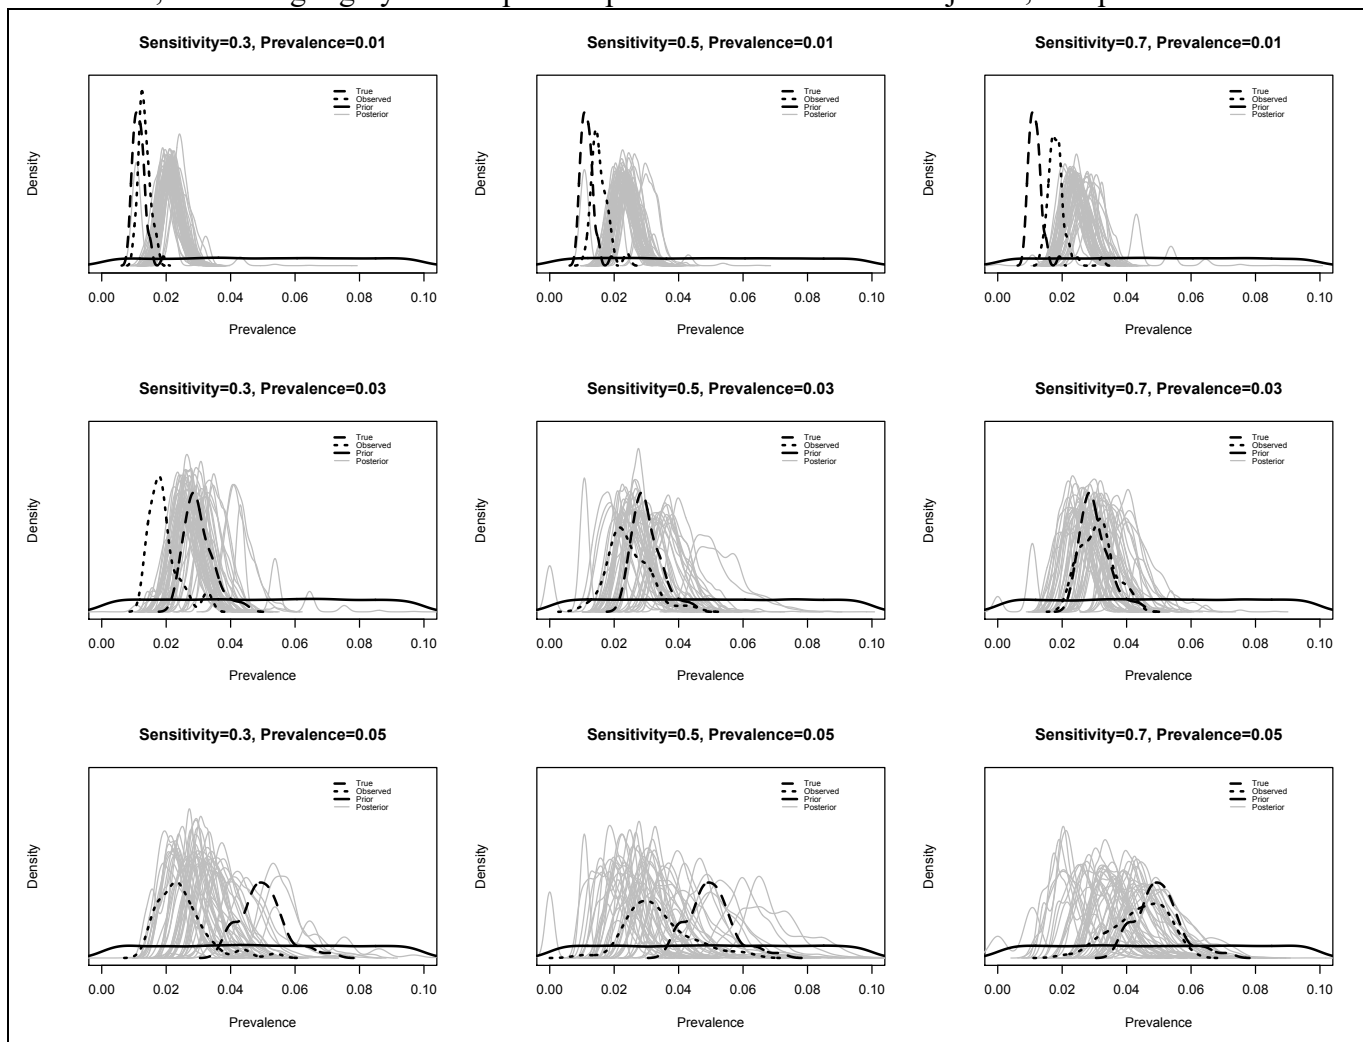 Sensitivity=0.3, Prevalence=0.01
Sensitivity=0.5, Prevalence=0.01
Sensitivity=0.7, Prevalence=0.01
True
Observed
Prior
Posterior
True
Observed
Prior
Posterior
True
Observed
Prior
Posterior
Density
Density
Density
0.00 0.02 0.04 0.06 0.08 0.10
0.00 0.02 0.04 0.06 0.08 0.10
0.00 0.02 0.04 0.06 0.08 0.10
Prevalence
Prevalence
Prevalence
Sensitivity=0.3, Prevalence=0.03
Sensitivity=0.5, Prevalence=0.03
Sensitivity=0.7, Prevalence=0.03
True
Observed
Prior
Posterior
True
Observed
Prior
Posterior
True
Observed
Prior
Posterior
Density
Density
Density
0.00 0.02 0.04 0.06 0.08 0.10
0.00 0.02 0.04 0.06 0.08 0.10
0.00 0.02 0.04 0.06 0.08 0.10
Prevalence
Prevalence
Prevalence
Sensitivity=0.3, Prevalence=0.05
Sensitivity=0.5, Prevalence=0.05
Sensitivity=0.7, Prevalence=0.05
True
Observed
Prior
Posterior
True
Observed
Prior
Posterior
True
Observed
Prior
Posterior
Density
Density
Density
0.00 0.02 0.04 0.06 0.08 0.10
0.00 0.02 0.04 0.06 0.08 0.10
0.00 0.02 0.04 0.06 0.08 0.10
Prevalence
Prevalence
Prevalence